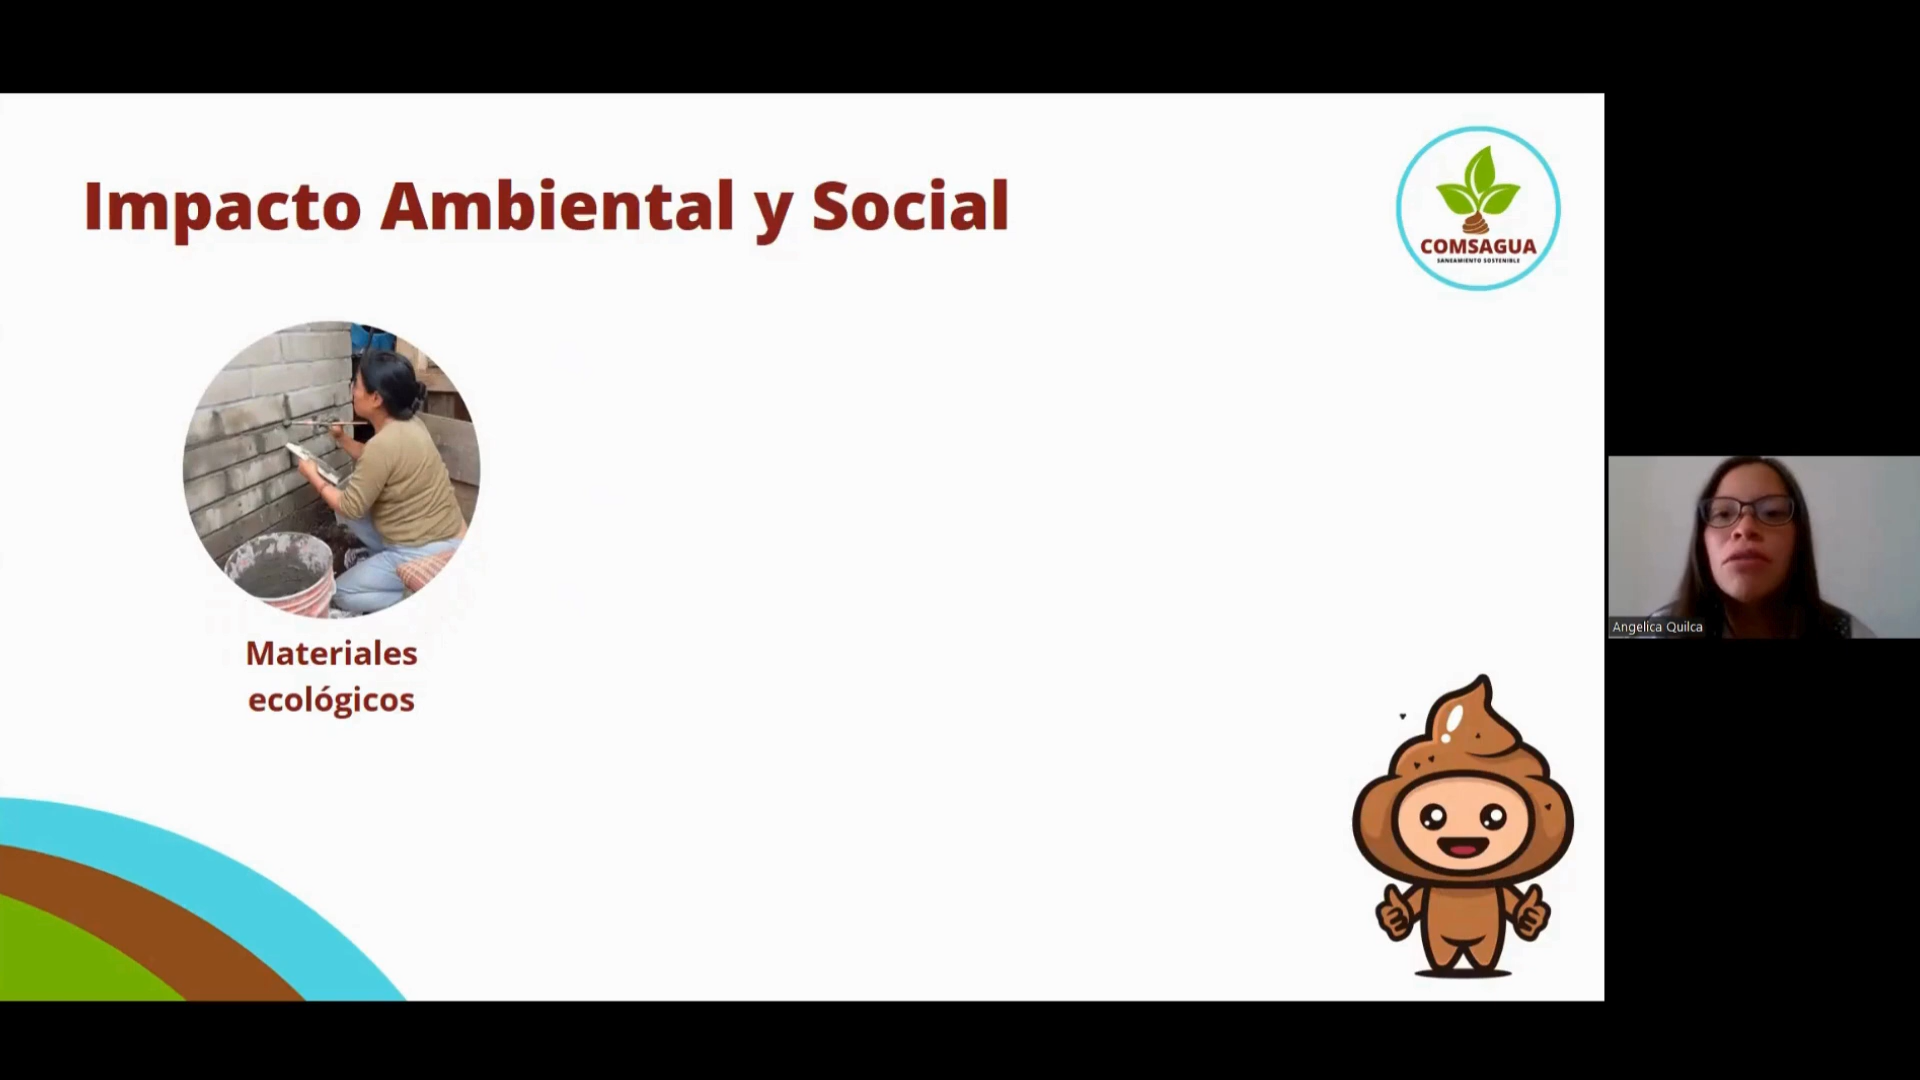 Impacto Ambiental y Social
COMSAGUA
SANEAMIENTO SOSTENIBLE
Materiales
ecológicos
Angelica Quilca